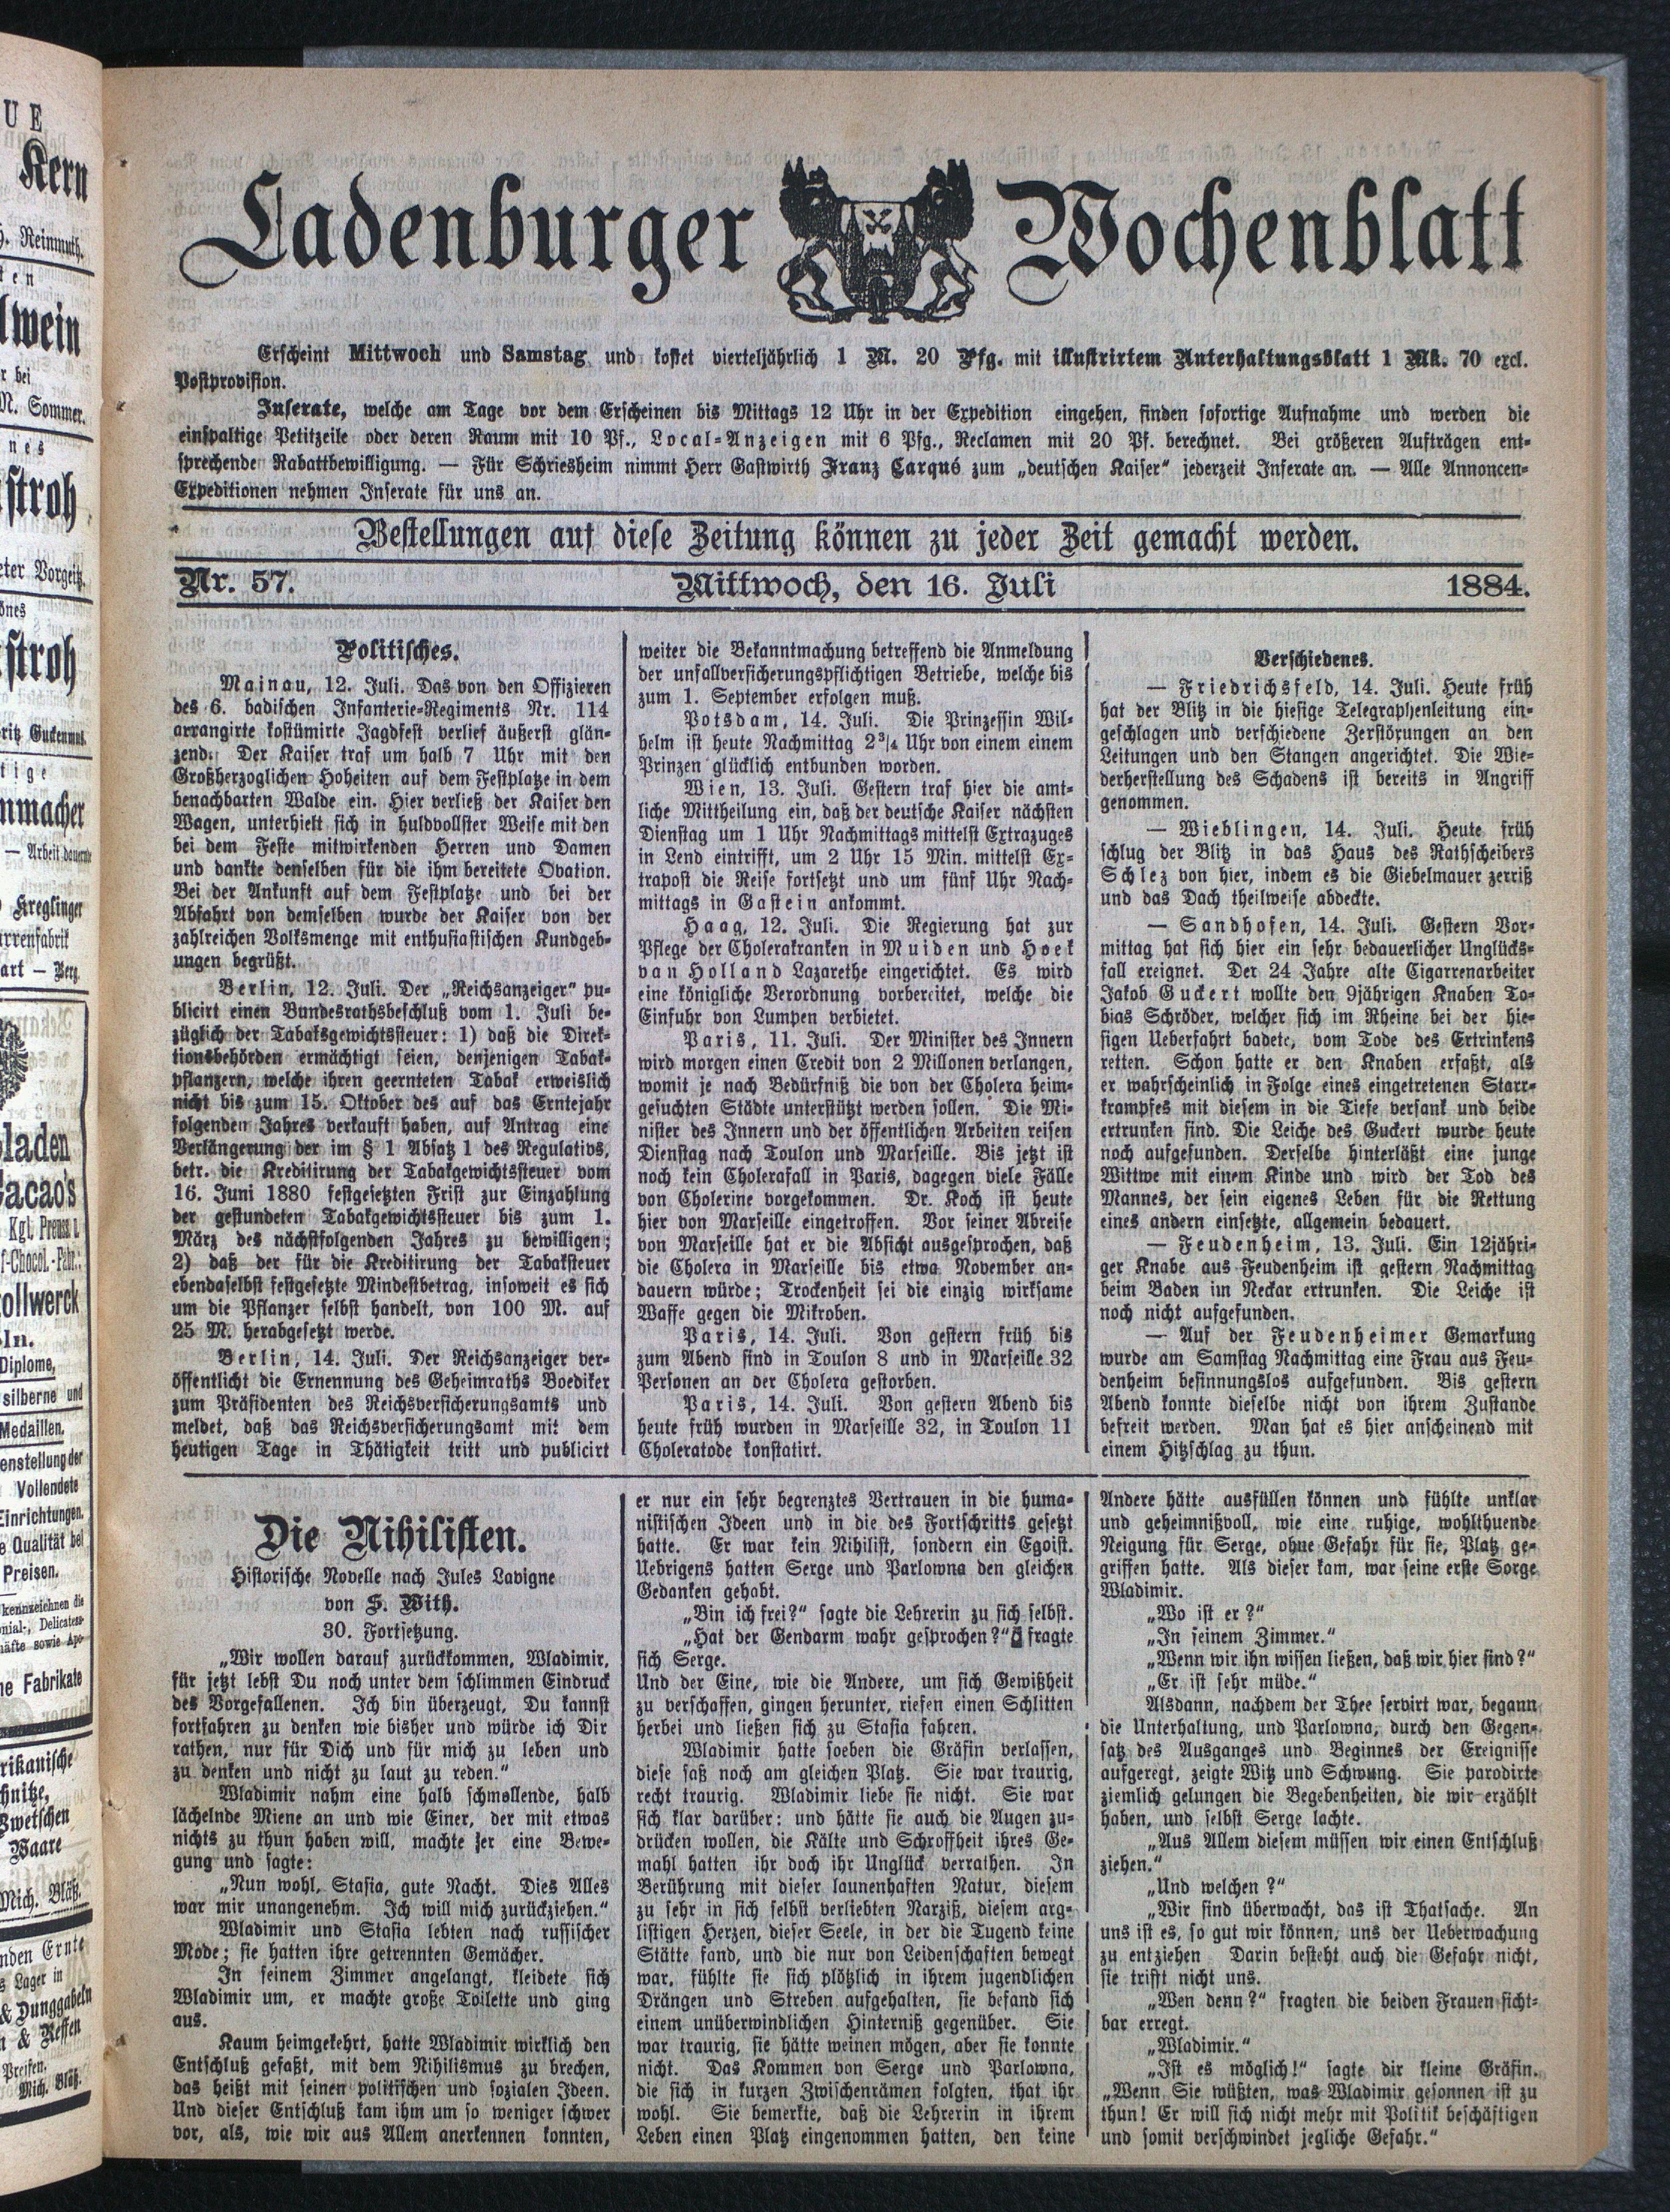 Ladenburger Wochenblatt
Erscheint Mittwoch und Samstag und kostet vierteljährlich 1 M. 20 Pfg. mit illustrirtem Unterhaltungsblatt 1 Mk. 70 excl.
Postprovision.
Inserate, welche am Tage vor dem Erscheinen bis Mittags 12 Uhr in der Expedition eingehen, finden sofortige Aufnahme und werden die
einspaltige Petitzeile oder deren Raum mit 10 Pf., Local-Anzeigen mit 6 Pfg., Reclamen mit 20 Pf. berechnet. Bei größeren Aufträgen ent-
sprechende Rabattbewilligung. — Für Schriesheim nimmt Herr Gastwirth Franz Carqué zum „deutschen Kaiser“ jederzeit Inserate an. — Alle Annoncen-
Expeditionen nehmen Inserate für uns an.
Bestellungen auf diese Zeitung können zu jeder Zeit gemacht werden.
Nr. 57. Mittwoch, den 16. Juli 1884.
Politisches.
Mainau, 12. Juli. Das von den Offizieren
des 6. badischen Infanterie-Regiments Nr. 114
arrangirte kostümirte Jagdfest verlief äußerst glän-
zend. Der Kaiser traf um halb 7 Uhr mit den
Großherzoglichen Hoheiten auf dem Festplatze in dem
benachbarten Walde ein. Hier verließ der Kaiser den
Wagen, unterhielt sich in huldvollster Weise mit den
bei dem Feste mitwirkenden Herren und Damen
und dankte denselben für die ihm bereitete Ovation.
Bei der Ankunft auf dem Festplatze und bei der
Abfahrt von demselben wurde der Kaiser von der
zahlreichen Volksmenge mit enthusiastischen Kundgeb-
ungen begrüßt.
Berlin, 12. Juli. Der „Reichsanzeiger“ pu-
blicirt einen Bundesrathsbeschluß vom 1. Juli be-
züglich der Tabaksgewichtssteuer: 1) daß die Direk-
tionsbehörden ermächtigt seien, denjenigen Tabak-
pflanzern, welche ihren geernteten Tabak erweislich
nicht bis zum 15. Oktober des auf das Erntejahr
folgenden Jahres verkauft haben, auf Antrag eine
Verlängerung der im § 1 Absatz 1 des Regulativs,
betr. die Kreditirung der Tabakgewichtssteuer vom
16. Juni 1880 festgesetzten Frist zur Einzahlung
der gestundeten Tabakgewichtssteuer bis zum 1.
März des nächstfolgenden Jahres zu bewilligen;
2) daß der für die Kreditirung der Tabaksteuer
ebendaselbst festgesetzte Mindestbetrag, insoweit es sich
um die Pflanzer selbst handelt, von 100 M. auf
25 M. herabgesetzt werde.
Berlin, 14. Juli. Der Reichsanzeiger ver-
öffentlicht die Ernennung des Geheimraths Boediker
zum Präsidenten des Reichsversicherungsamts und
meldet, daß das Reichsversicherungsamt mit dem
heutigen Tage in Thätigkeit tritt und publicirt
weiter die Bekanntmachung betreffend die Anmeldung
der unfallversicherungspflichtigen Betriebe, welche bis
zum 1. September erfolgen muß.
Potsdam, 14. Juli. Die Prinzessin Wil-
helm ist heute Nachmittag 2¾ Uhr von einem einem
Prinzen glücklich entbunden worden.
Wien, 13. Juli. Gestern traf hier die amt-
liche Mittheilung ein, daß der deutsche Kaiser nächsten
Dienstag um 1 Uhr Nachmittags mittelst Extrazuges
in Lend eintrifft, um 2 Uhr 15 Min. mittelst Ex-
trapost die Reise fortsetzt und um fünf Uhr Nach-
mittags in Gastein ankommt.
Haag, 12. Juli. Die Regierung hat zur
Pflege der Cholerakranken in Muiden und Hoek
van Holland Lazarethe eingerichtet. Es wird
eine königliche Verordnung vorbereitet, welche die
Einfuhr von Lumpen verbietet.
Paris, 11. Juli. Der Minister des Innern
wird morgen einen Credit von 2 Millonen verlangen,
womit je nach Bedürfniß die von der Cholera heim-
gesuchten Städte unterstützt werden sollen. Die Mi-
nister des Innern und der öffentlichen Arbeiten reisen
Dienstag nach Toulon und Marseille. Bis jetzt ist
noch kein Cholerafall in Paris, dagegen viele Fälle
von Cholerine vorgekommen. Dr. Koch ist heute
hier von Marseille eingetroffen. Vor seiner Abreise
von Marseille hat er die Absicht ausgesprochen, daß
die Cholera in Marseille bis etwa November an-
dauern würde; Trockenheit sei die einzig wirksame
Waffe gegen die Mikroben.
Paris, 14. Juli. Von gestern früh bis
zum Abend sind in Toulon 8 und in Marseille 32
Personen an der Cholera gestorben.
Paris, 14. Juli. Von gestern Abend bis
heute früh wurden in Marseille 32, in Toulon 11
Choleratode konstatirt.
Verschiedenes.
— Friedrichsfeld, 14. Juli. Heute früh
hat der Blitz in die hiesige Telegraphenleitung ein-
geschlagen und verschiedene Zerstörungen an den
Leitungen und den Stangen angerichtet. Die Wie-
derherstellung des Schadens ist bereits in Angriff
genommen.
— Wieblingen, 14. Juli. Heute früh
schlug der Blitz in das Haus des Rathscheibers
Schlez von hier, indem es die Giebelmauer zerriß
und das Dach theilweise abdeckte.
— Sandhofen, 14. Juli. Gestern Vor-
mittag hat sich hier ein sehr bedauerlicher Unglücks-
fall ereignet. Der 24 Jahre alte Cigarrenarbeiter
Jakob Guckert wollte den 9jährigen Knaben To-
bias Schröder, welcher sich im Rheine bei der hie-
sigen Ueberfahrt badete, vom Tode des Ertrinkens
retten. Schon hatte er den Knaben erfaßt, als
er wahrscheinlich in Folge eines eingetretenen Starr-
krampfes mit diesem in die Tiefe versank und beide
ertrunken sind. Die Leiche des Guckert wurde heute
noch aufgefunden. Derselbe hinterläßt eine junge
Wittwe mit einem Kinde und wird der Tod des
Mannes, der sein eigenes Leben für die Rettung
eines andern einsetzte, allgemein bedauert.
— Feudenheim, 13. Juli. Ein 12jähri-
ger Knabe aus Feudenheim ist gestern Nachmittag
beim Baden im Neckar ertrunken. Die Leiche ist
noch nicht aufgefunden.
— Auf der Feudenheimer Gemarkung
wurde am Samstag Nachmittag eine Frau aus Feu-
denheim besinnungslos aufgefunden. Bis gestern
Abend konnte dieselbe nicht von ihrem Zustande
befreit werden. Man hat es hier anscheinend mit
einem Hitzschlag zu thun.
Die Nihilisten.
Historische Novelle nach Jules Lavigne
von S. With.
30. Fortsetzung.
„Wir wollen darauf zurückkommen, Wladimir,
für jetzt lebst Du noch unter dem schlimmen Eindruck
des Vorgefallenen. Ich bin überzeugt, Du kannst
fortfahren zu denken wie bisher und würde ich Dir
rathen, nur für Dich und für mich zu leben und
zu denken und nicht zu laut zu reden.“
Wladimir nahm eine halb schmollende, halb
lächelnde Miene an und wie Einer, der mit etwas
nichts zu thun haben will, machte er eine Bewe-
gung und sagte:
„Nun wohl, Stasia, gute Nacht. Dies Alles
war mir unangenehm. Ich will mich zurückziehen.“
Wladimir und Stasia lebten nach russischer
Mode; sie hatten ihre getrennten Gemächer.
In seinem Zimmer angelangt, kleidete sich
Wladimir um, er machte große Toilette und ging
aus.
Kaum heimgekehrt, hatte Wladimir wirklich den
Entschluß gefaßt, mit dem Nihilismus zu brechen,
das heißt mit seinen politischen und sozialen Ideen.
Und dieser Entschluß kam ihm um so weniger schwer
vor, als, wie wir aus Allem anerkennen konnten,
er nur ein sehr begrenztes Vertrauen in die huma-
nistischen Ideen und in die des Fortschritts gesetzt
hatte. Er war kein Nihilist, sondern ein Egoist.
Uebrigens hatten Serge und Parlowna den gleichen
Gedanken gehabt.
„Bin ich frei?“ sagte die Lehrerin zu sich selbst.
„Hat der Gendarm wahr gesprochen?“ fragte
sich Serge.
Und der Eine, wie die Andere, um sich Gewißheit
zu verschaffen, gingen herunter, riefen einen Schlitten
herbei und ließen sich zu Stasia fahren.
Wladimir hatte soeben die Gräfin verlassen,
diese saß noch am gleichen Platz. Sie war traurig,
recht traurig. Wladimir liebe sie nicht. Sie war
sich klar darüber: und hätte sie auch die Augen zu-
drücken wollen, die Kälte und Schroffheit ihres Ge-
mahl hatten ihr doch ihr Unglück verrathen. In
Berührung mit dieser launenhaften Natur, diesem
zu sehr in sich selbst verliebten Narziß, diesem arg-
listigen Herzen, dieser Seele, in der die Tugend keine
Stätte fand, und die nur von Leidenschaften bewegt
war, fühlte sie sich plötzlich in ihrem jugendlichen
Drängen und Streben aufgehalten, sie befand sich
einem unüberwindlichen Hinterniß gegenüber. Sie
war traurig, sie hätte weinen mögen, aber sie konnte
nicht. Das Kommen von Serge und Parlowna,
die sich in kurzen Zwischenrämen folgten, that ihr
wohl. Sie bemerkte, daß die Lehrerin in ihrem
Leben einen Platz eingenommen hatten, den keine
Andere hätte ausfüllen können und fühlte unklar
und geheimnißvoll, wie eine ruhige, wohlthuende
Neigung für Serge, ohne Gefahr für sie, Platz ge-
griffen hatte. Als dieser kam, war seine erste Sorge
Wladimir.
„Wo ist er?“
„In seinem Zimmer.“
„Wenn wir ihn wissen ließen, daß wir hier sind?“
„Er ist sehr müde.“
Alsdann, nachdem der Thee servirt war, begann
die Unterhaltung, und Parlowna, durch den Gegen-
satz des Ausganges und Beginnes der Ereignisse
aufgeregt, zeigte Witz und Schwung. Sie parodirte
ziemlich gelungen die Begebenheiten, die wir erzählt
haben, und selbst Serge lachte.
„Aus Allem diesem müssen wir einen Entschluß
ziehen.“
„Und welchen?“
„Wir sind überwacht, das ist Thatsache. An
uns ist es, so gut wir können, uns der Ueberwachung
zu entziehen Darin besteht auch die Gefahr nicht,
sie trifft nicht uns.
„Wen denn?“ fragten die beiden Frauen sicht-
bar erregt.
„Wladimir.“
„Ist es möglich!“ sagte dir kleine Gräfin.
„Wenn Sie wüßten, was Wladimir gesonnen ist zu
thun! Er will sich nicht mehr mit Politik beschäftigen
und somit verschwindet jegliche Gefahr.“
UE
Kern
Reinmuth.
lwein
bei
Sommer.
stroh
stroh
Kreglinger
laden
Cacao's
ollwerck
Diplome,
silberne und
Medaillen.
Vollendete
Einrichtungen.
Qualität bei
Preisen.
Fabrikate
Zwetschen
Waare
Mich. Bläß.
Ernte
Lager in
& Dunggabeln
Preisen,
Mich. Bläß.